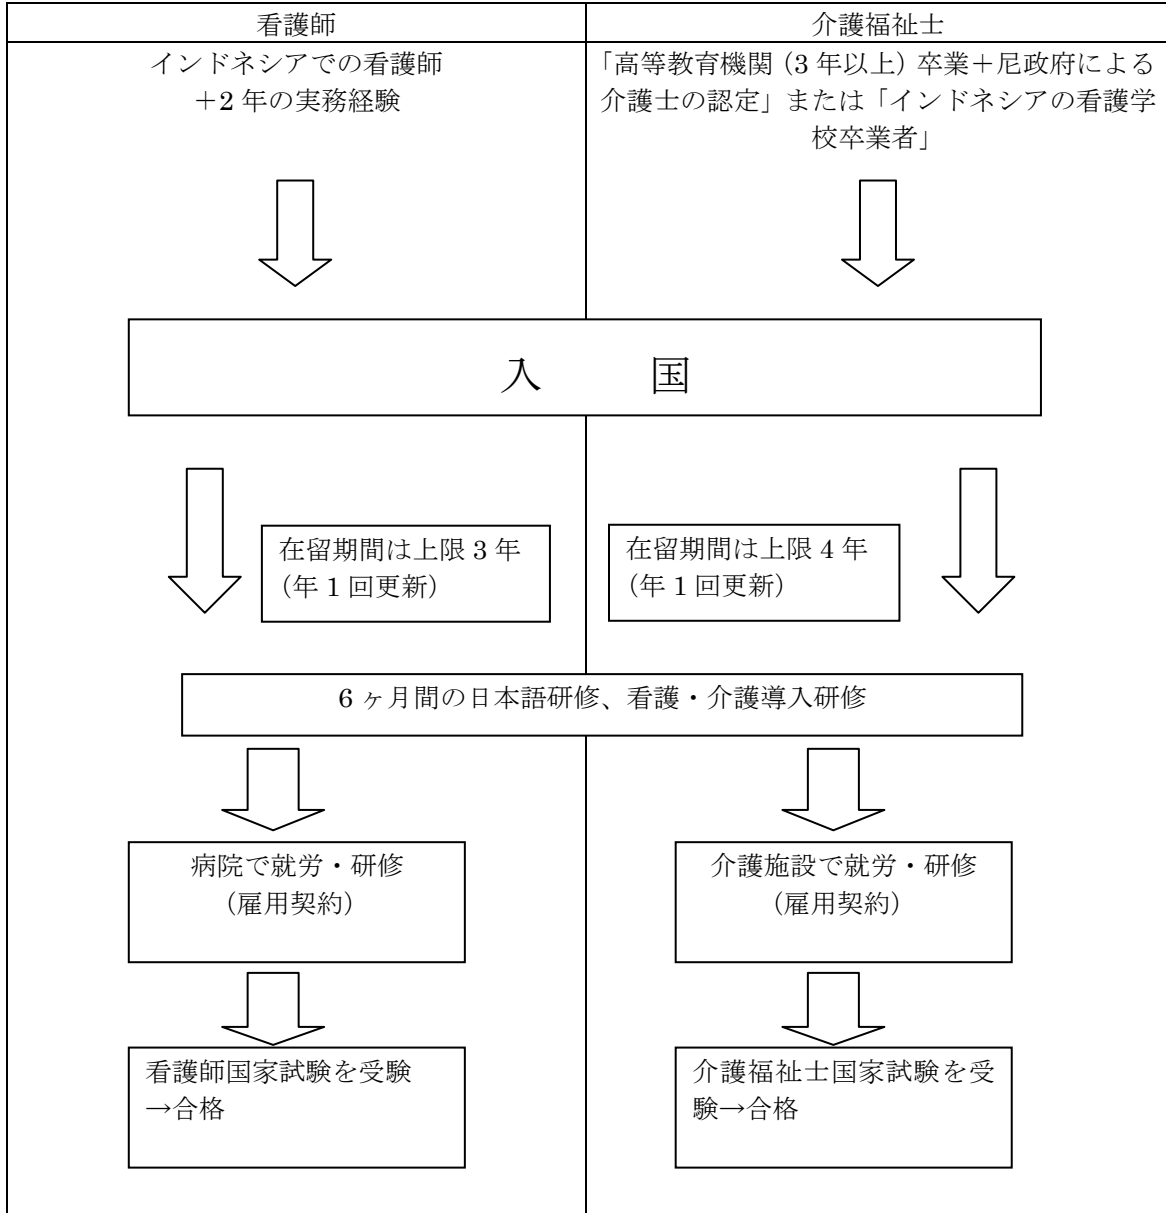 看護師
介護福祉士
インドネシアでの看護師
＋2 年の実務経験
「高等教育機関（3 年以上）卒業＋尼政府による
介護士の認定」または「インドネシアの看護学
校卒業者」
入 国
在留期間は上限 3 年
（年 1 回更新）
在留期間は上限 4 年
（年 1 回更新）
6 ヶ月間の日本語研修、看護・介護導入研修
病院で就労・研修
（雇用契約）
介護施設で就労・研修
（雇用契約）
看護師国家試験を受験
→合格
介護福祉士国家試験を受
験→合格